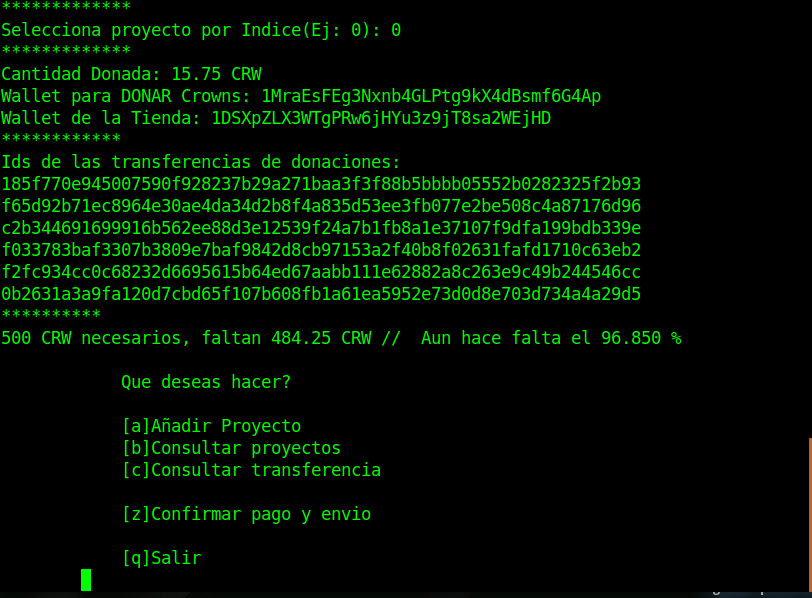 *************
Selecciona proyecto por Indice(Ej: 0): 0
*************
Cantidad Donada: 15.75 CRW
Wallet para DONAR Crowns: 1MraEsFEg3Nxnb4GLPtg9kX4dBsmf6G4Ap
Wallet de la Tienda: 1DSXpZLX3WTgPRw6jHYu3z9jT8sa2WEjHD
************
Ids de las transferencias de donaciones:
185f770e945007590f928237b29a271baa3f3f88b5bbbb05552b0282325f2b93
f65d92b71ec8964e30ae4da34d2b8f4a835d53ee3fb077e2be508c4a87176d96
c2b344691699916b562ee88d3e12539f24a7b1fb8a1e37107f9dfa199bdb339e
f033783baf3307b3809e7baf9842d8cb97153a2f40b8f02631fafd1710c63eb2
f2fc934cc0c68232d6695615b64ed67aabb111e62882a8c263e9c49b244546cc
0b2631a3a9fa120d7cbd65f107b608fb1a61ea5952e73d0d8e703d734a4a29d5
**********
500 CRW necesarios, faltan 484.25 CRW //  Aun hace falta el 96.850 %
Que deseas hacer?
[a]Añadir Proyecto
[b]Consultar proyectos
[c]Consultar transferencia
[z]Confirmar pago y envio
[q]Salir